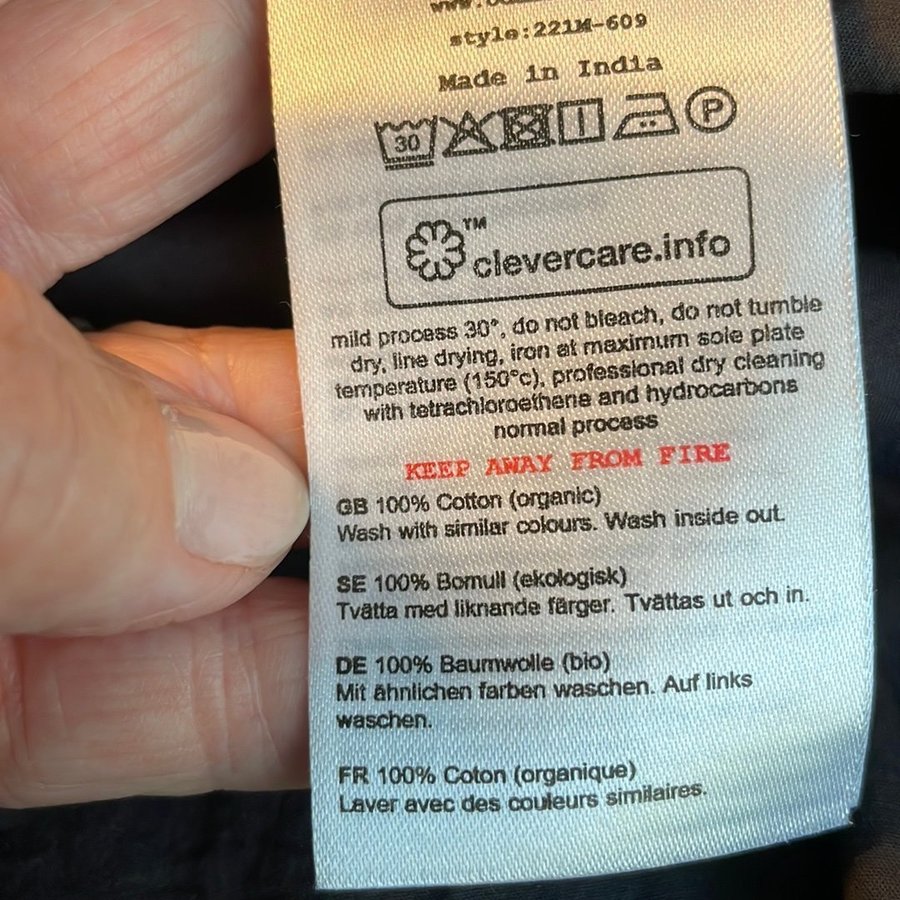 style:221M-609
Made in India
30 P
TM
clevercare.info
mild process 30°, do not bleach, do not tumble
dry, line drying, iron at maximum sole plate
temperature (150°c), professional dry cleaning
with tetrachloroethene and hydrocarbons
normal process
KEEP AWAY FROM FIRE
GB 100% Cotton (organic)
Wash with similar colours. Wash inside out.
SE 100% Bomull (ekologisk)
Tvätta med liknande färger. Tvättas ut och in.
DE 100% Baumwolle (bio)
Mit ähnlichen farben waschen. Auf links
waschen.
FR 100% Coton (organique)
Laver avec des couleurs similaires.